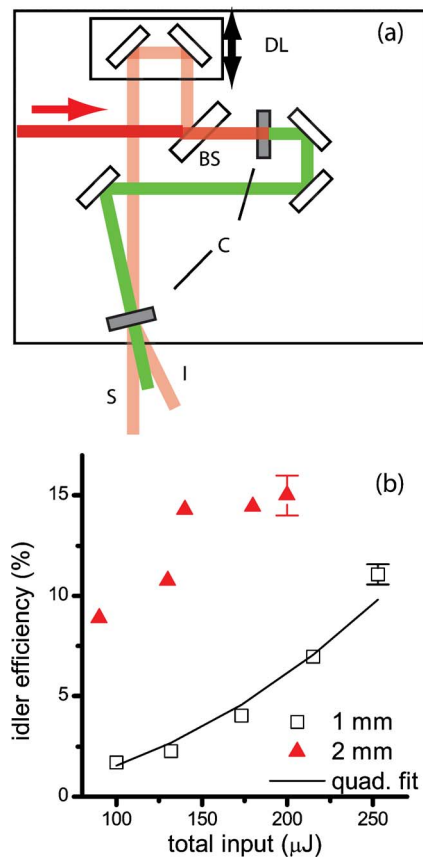 (a)
DL
BS
C
I
S
(b)
15
10
5
0
idler efficiency (%)
1 mm
2 mm
quad. fit
100 150 200 250
total input (μJ)